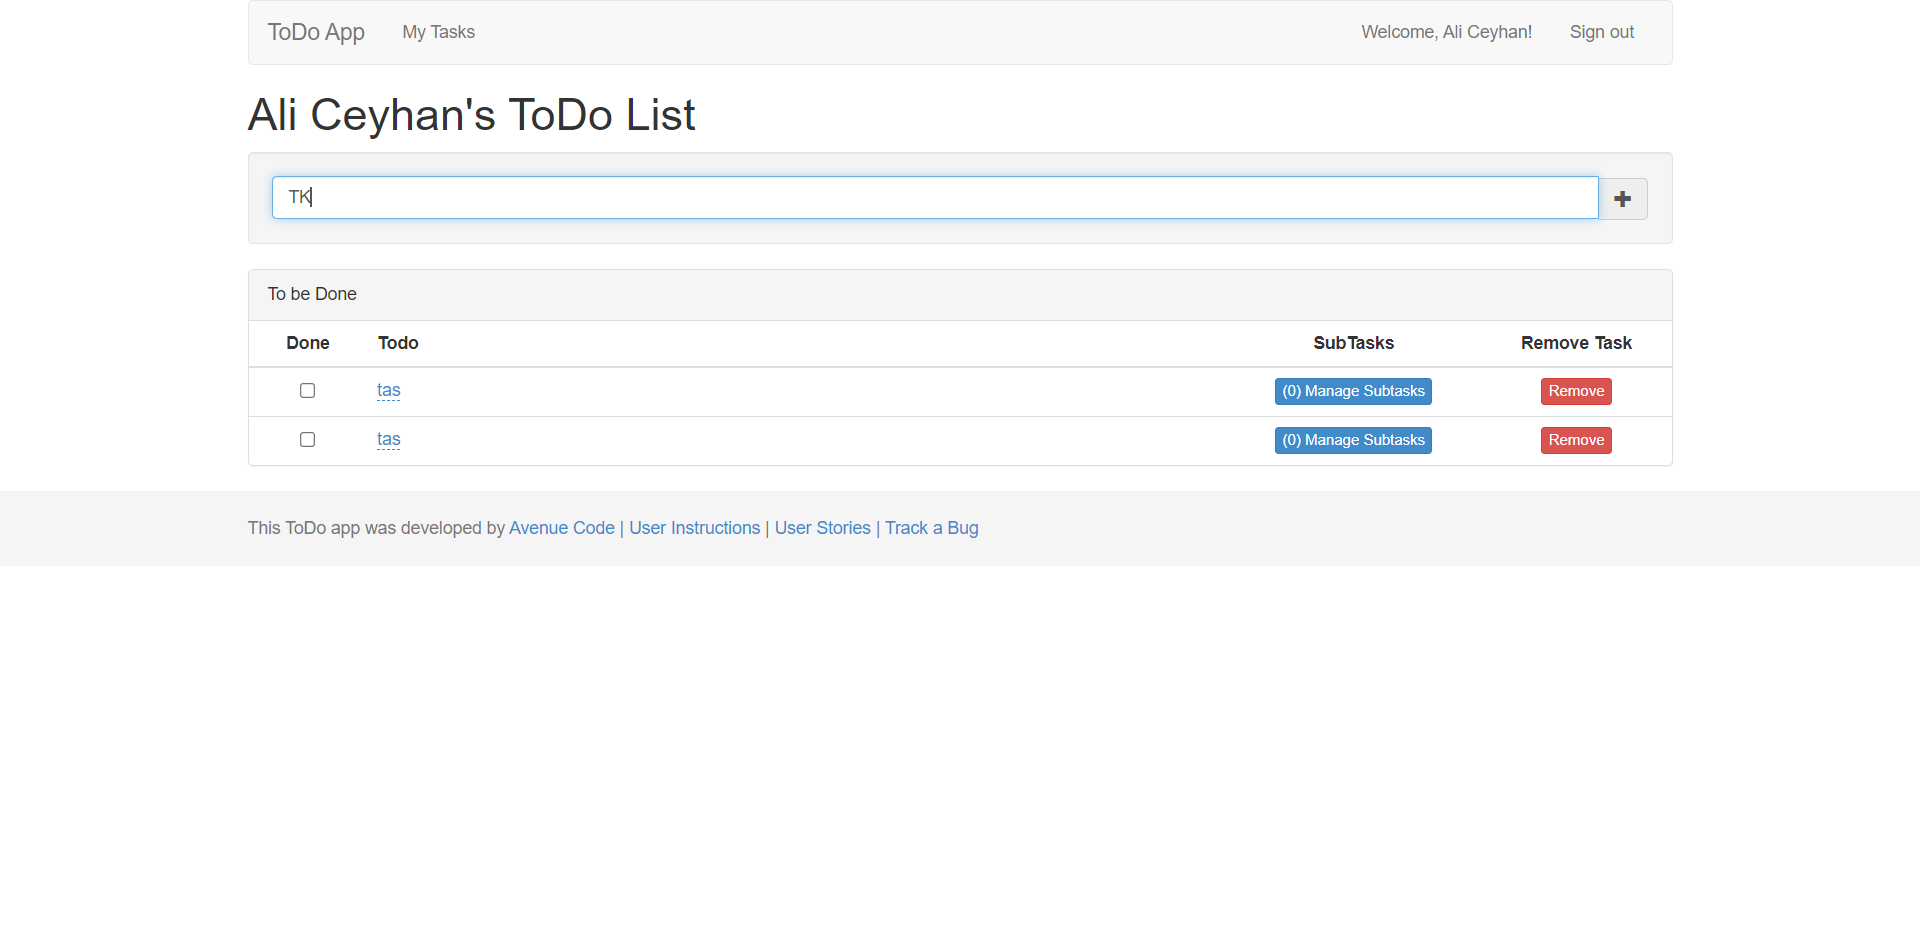 ToDo App My Tasks Welcome, Ali Ceyhan! Sign out
Ali Ceyhan's ToDo List
TK
To be Done
Done Todo SubTasks Remove Task
tas (0) Manage Subtasks Remove
tas (0) Manage Subtasks Remove
This ToDo app was developed by Avenue Code | User Instructions | User Stories | Track a Bug